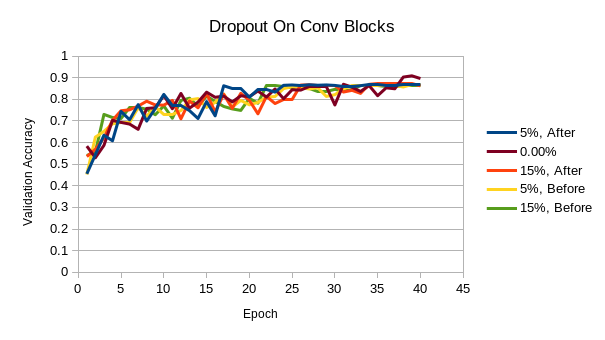 Dropout On Conv Blocks
1
0.9
0.8
0.7
0.6
0.5
0.4
0.3
0.2
0.1
0
Validation Accuracy
0 5 10 15 20 25 30 35 40 45
Epoch
5%, After
0.00%
15%, After
5%, Before
15%, Before